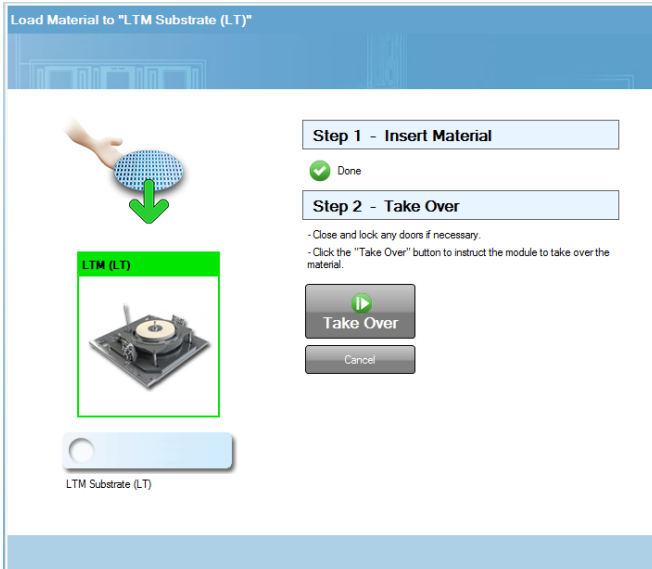 Load Material to "LTM Substrate (LT)"
Step 1 - Insert Material
Done
Step 2 - Take Over
- Close and lock any doors if necessary.
- Click the "Take Over" button to instruct the module to take over the
material.
LTM (LT)
Take Over
Cancel
LTM Substrate (LT)